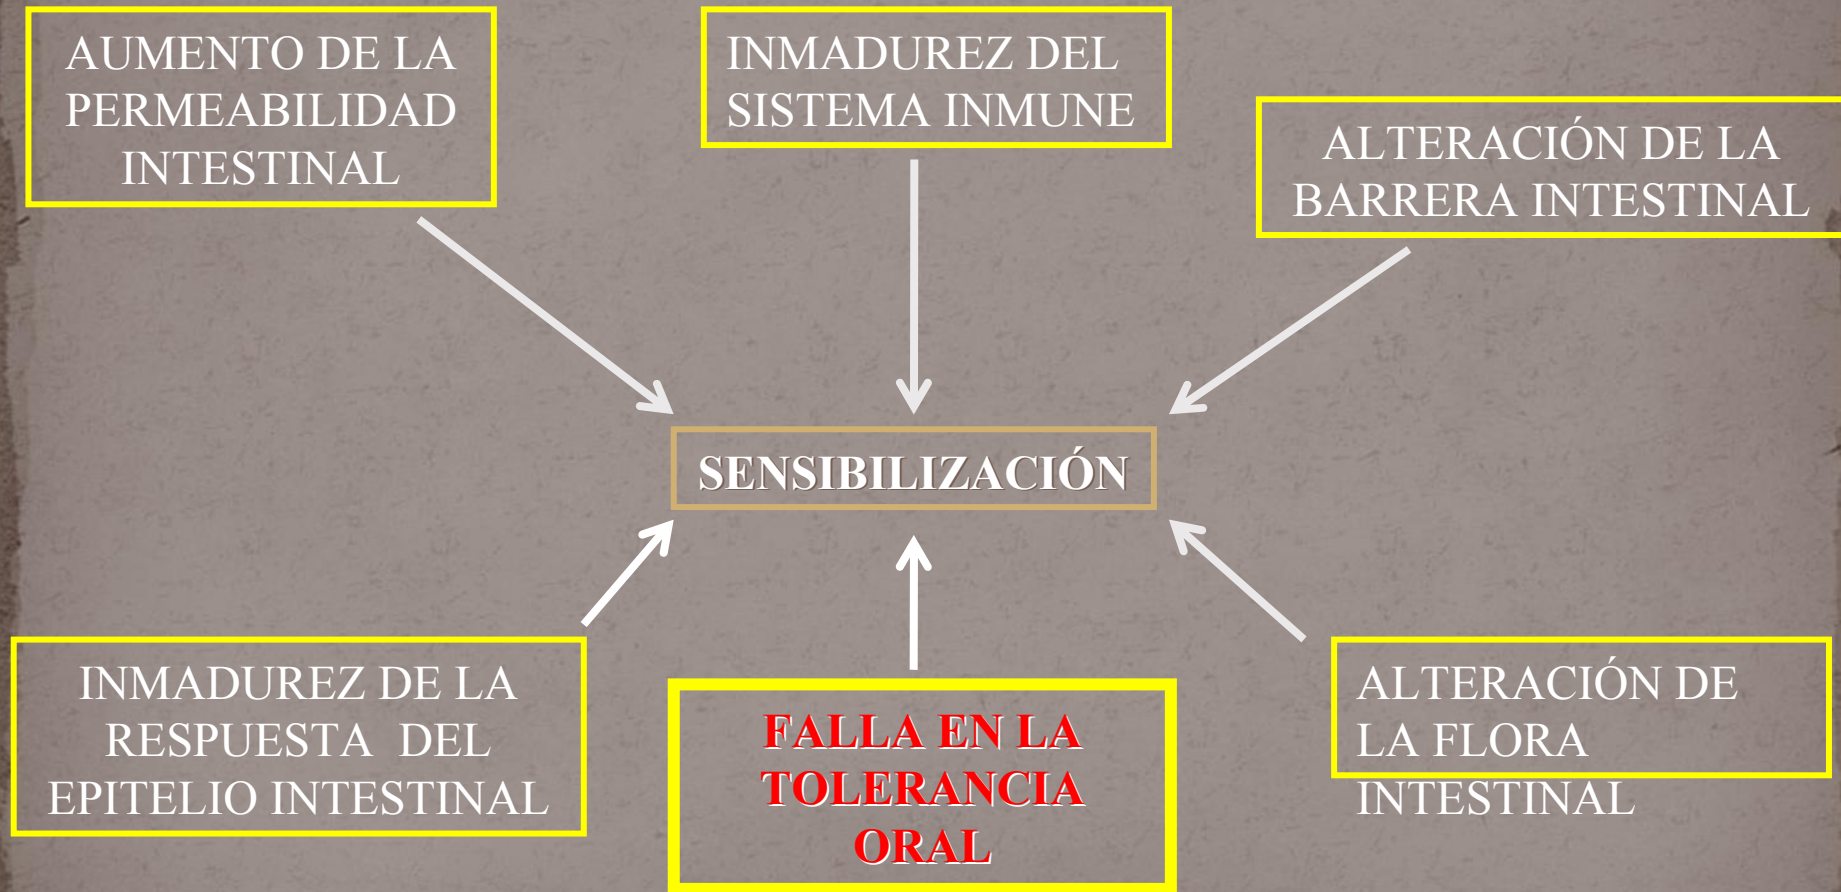 AUMENTO DE LA
PERMEABILIDAD
INTESTINAL
INMADUREZ DEL
SISTEMA INMUNE
ALTERACIÓN DE LA
BARRERA INTESTINAL
SENSIBILIZACIÓN
INMADUREZ DE LA
RESPUESTA DEL
EPITELIO INTESTINAL
FALLA EN LA
TOLERANCIA
ORAL
ALTERACIÓN DE
LA FLORA
INTESTINAL